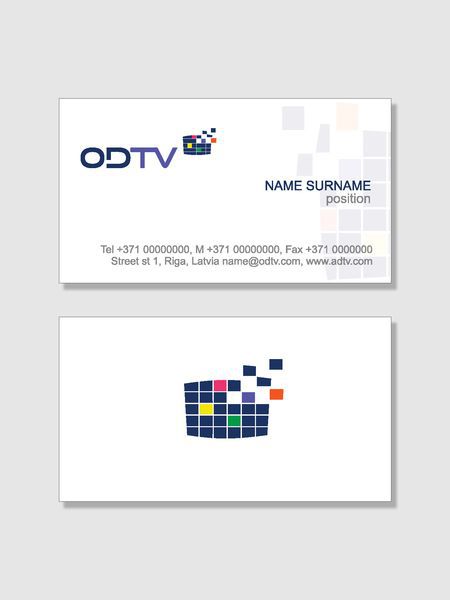 ODTV
NAME SURNAME
position
Tel +371 00000000, M +371 00000000, Fax +371 0000000
Street st 1, Riga, Latvia name@odtv.com, www.adtv.com